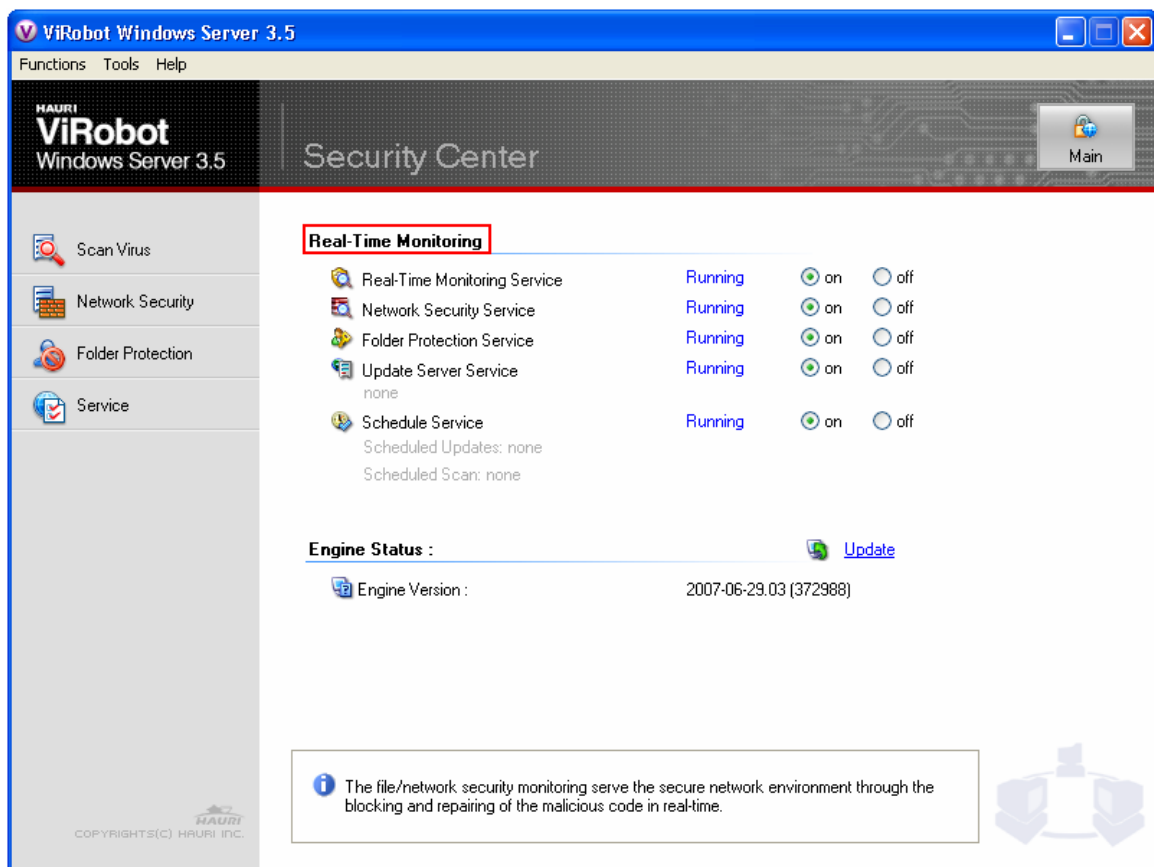 ViRobot Windows Server 3.5
Functions Tools Help
HAURI
ViRobot
Windows Server 3.5
Security Center
Main
Scan Virus
Network Security
Folder Protection
Service
Real-Time Monitoring
Real-Time Monitoring Service Running on off
Network Security Service Running on off
Folder Protection Service Running on off
Update Server Service Running on off
none
Schedule Service Running on off
Scheduled Updates: none
Scheduled Scan: none
Engine Status : Update
Engine Version : 2007-06-29.03 (372988)
The file/network security monitoring serve the secure network environment through the
blocking and repairing of the malicious code in real-time.
HAURI
COPYRIGHTS(C) HAURI INC.